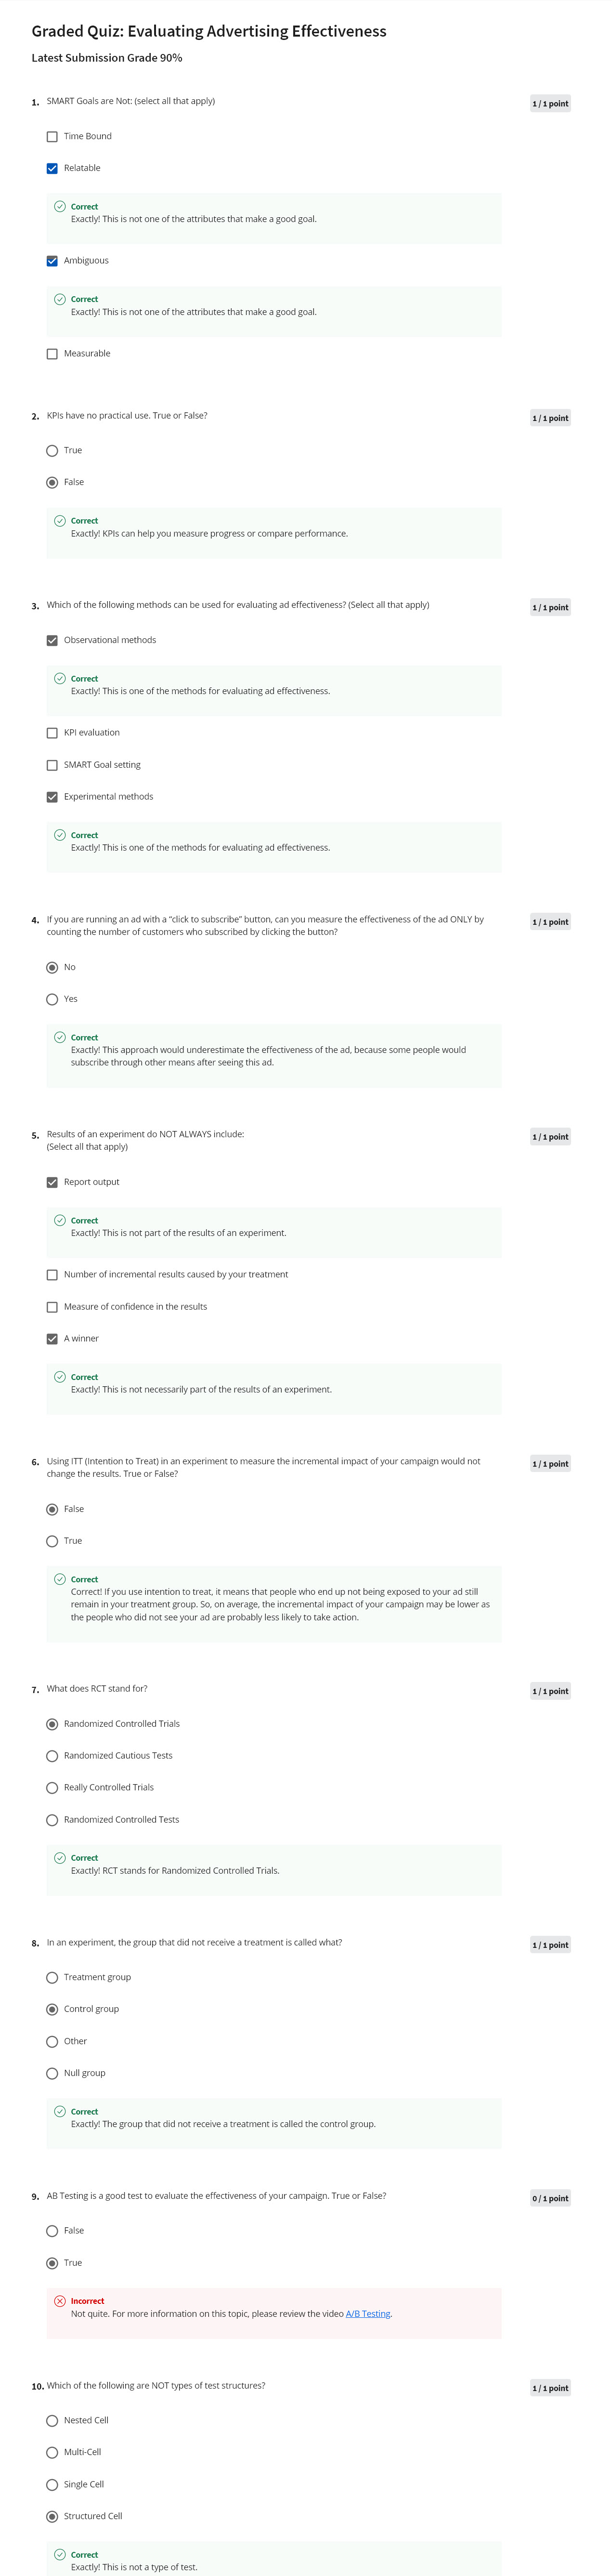 Graded Quiz: Evaluating Advertising Effectiveness
Latest Submission Grade 90%
1. SMART Goals are Not: (select all that apply)
1 / 1 point
Time Bound
Relatable
Correct
Exactly! This is not one of the attributes that make a good goal.
Ambiguous
Correct
Exactly! This is not one of the attributes that make a good goal.
Measurable
2. KPIs have no practical use. True or False?
1 / 1 point
True
False
Correct
Exactly! KPIs can help you measure progress or compare performance.
3. Which of the following methods can be used for evaluating ad effectiveness? (Select all that apply)
1 / 1 point
Observational methods
Correct
Exactly! This is one of the methods for evaluating ad effectiveness.
KPI evaluation
SMART Goal setting
Experimental methods
Correct
Exactly! This is one of the methods for evaluating ad effectiveness.
4. If you are running an ad with a “click to subscribe” button, can you measure the effectiveness of the ad ONLY by
counting the number of customers who subscribed by clicking the button?
1 / 1 point
No
Yes
Correct
Exactly! This approach would underestimate the effectiveness of the ad, because some people would
subscribe through other means after seeing this ad.
5. Results of an experiment do NOT ALWAYS include:
(Select all that apply)
1 / 1 point
Report output
Correct
Exactly! This is not part of the results of an experiment.
Number of incremental results caused by your treatment
Measure of confidence in the results
A winner
Correct
Exactly! This is not necessarily part of the results of an experiment.
6. Using ITT (Intention to Treat) in an experiment to measure the incremental impact of your campaign would not
change the results. True or False?
1 / 1 point
False
True
Correct
Correct! If you use intention to treat, it means that people who end up not being exposed to your ad still
remain in your treatment group. So, on average, the incremental impact of your campaign may be lower as
the people who did not see your ad are probably less likely to take action.
7. What does RCT stand for?
1 / 1 point
Randomized Controlled Trials
Randomized Cautious Tests
Really Controlled Trials
Randomized Controlled Tests
Correct
Exactly! RCT stands for Randomized Controlled Trials.
8. In an experiment, the group that did not receive a treatment is called what?
1 / 1 point
Treatment group
Control group
Other
Null group
Correct
Exactly! The group that did not receive a treatment is called the control group.
9. AB Testing is a good test to evaluate the effectiveness of your campaign. True or False?
0 / 1 point
False
True
Incorrect
Not quite. For more information on this topic, please review the video A/B Testing.
10. Which of the following are NOT types of test structures?
1 / 1 point
Nested Cell
Multi-Cell
Single Cell
Structured Cell
Correct
Exactly! This is not a type of test.